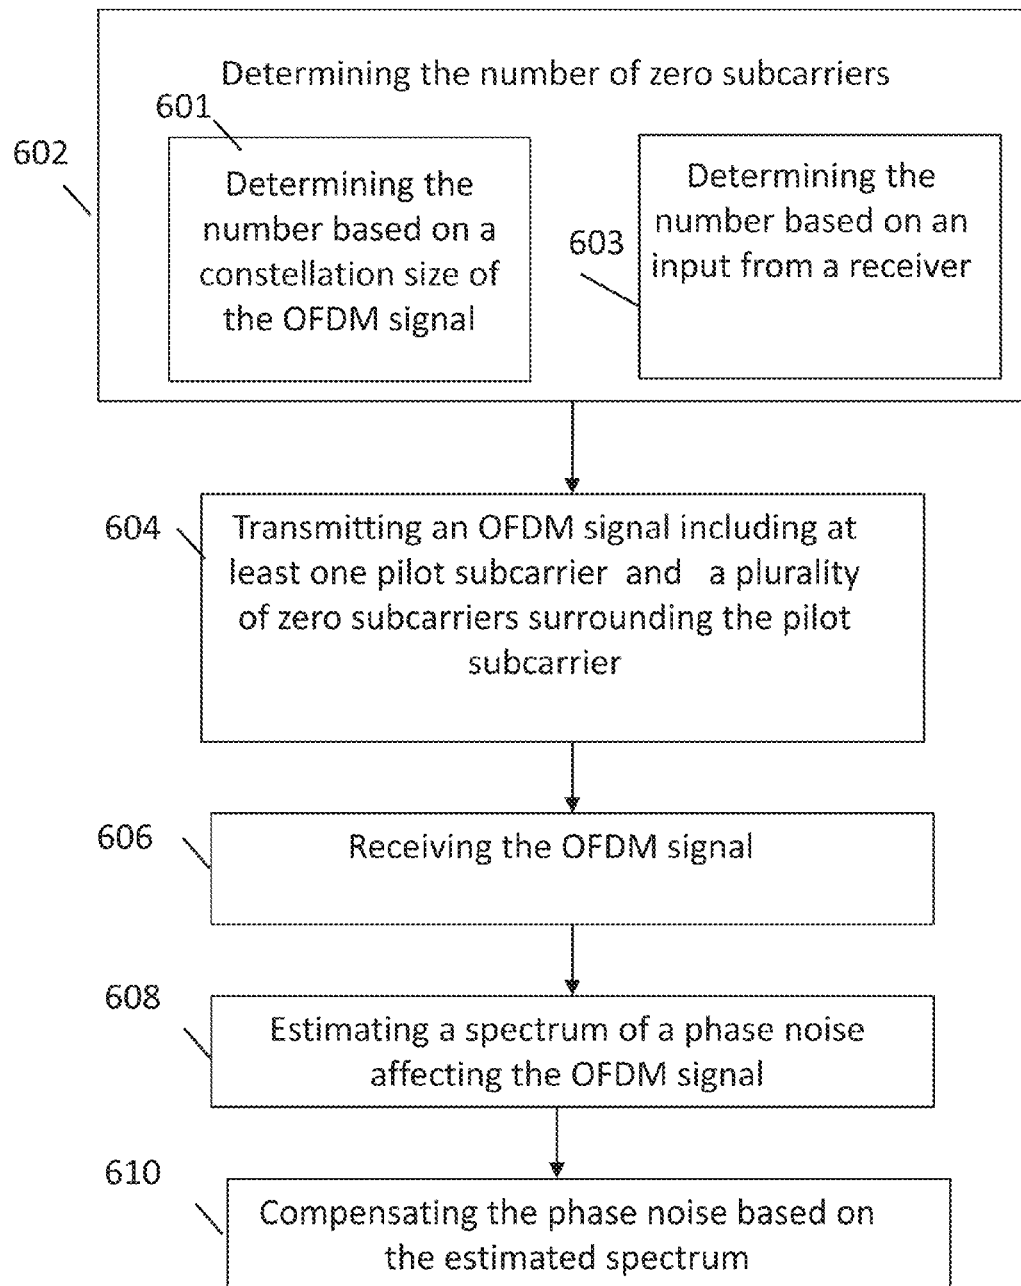 Determining the number of zero subcarriers
601
602
Determining the
number based on a
constellation size of
the OFDM signal
603
Determining the
number based on an
input from a receiver
604
Transmitting an OFDM signal including at
least one pilot subcarrier and a plurality
of zero subcarriers surrounding the pilot
subcarrier
606
Receiving the OFDM signal
608
Estimating a spectrum of a phase noise
affecting the OFDM signal
610
Compensating the phase noise based on
the estimated spectrum